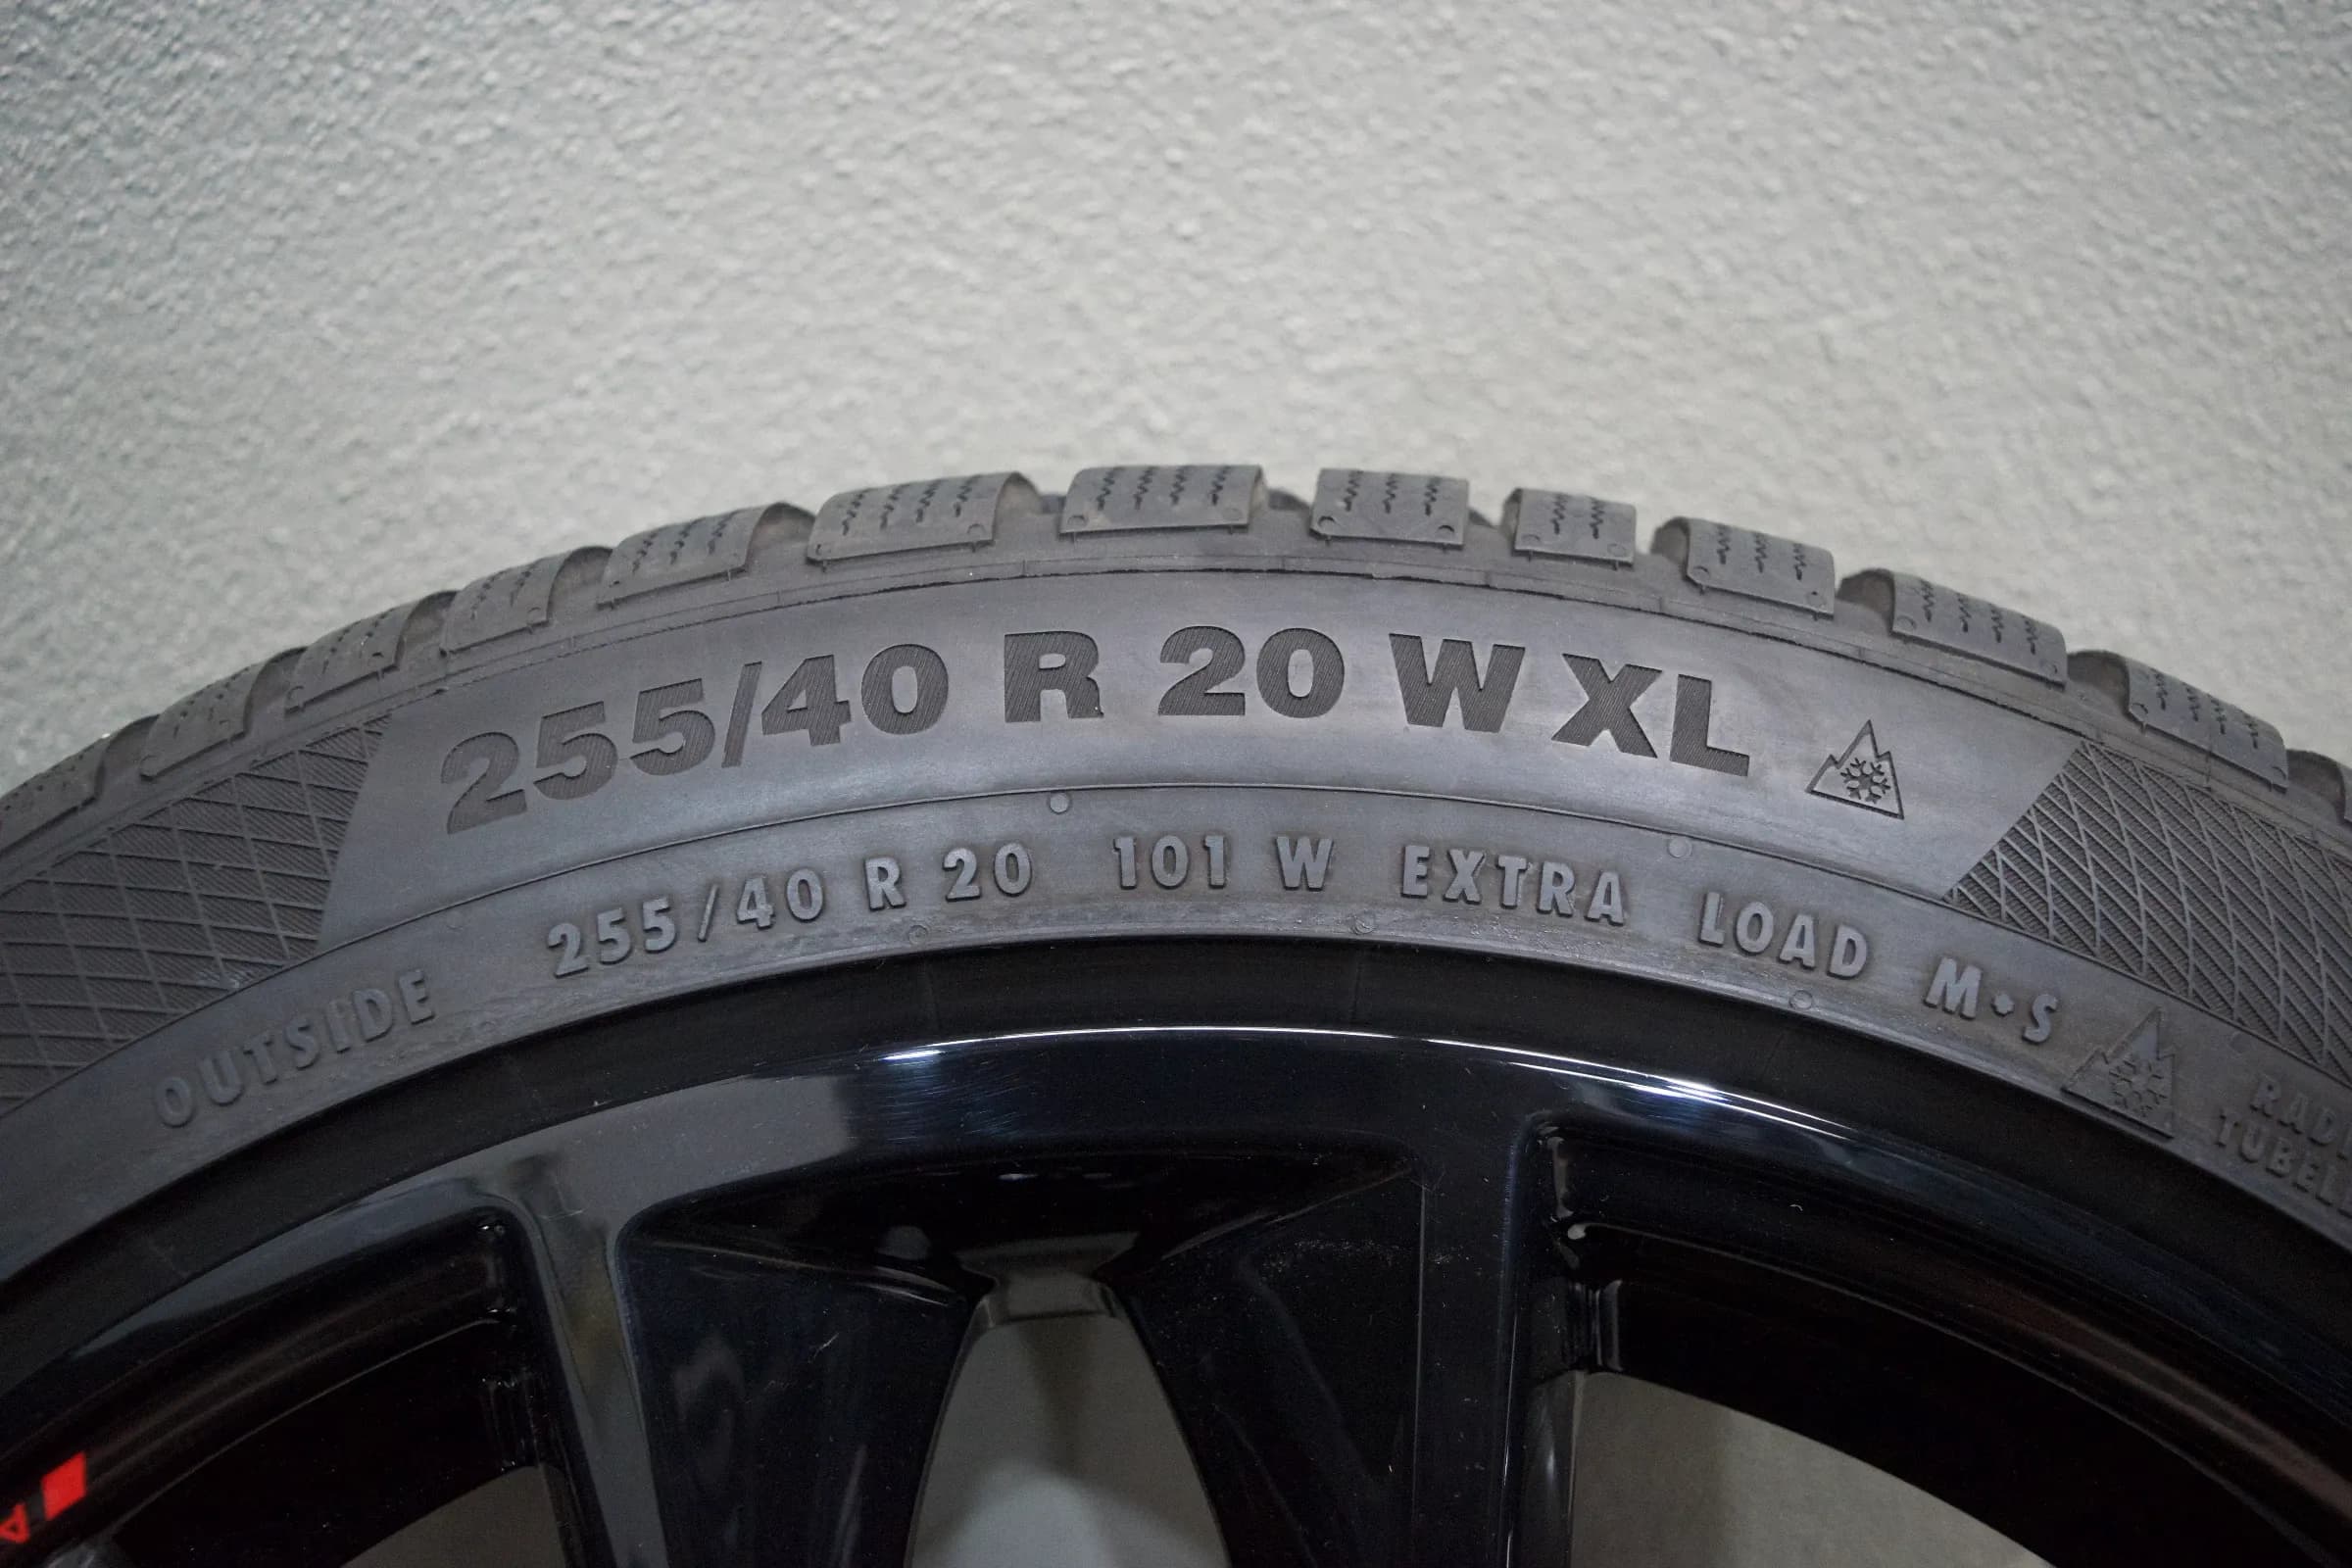 255/40 R 20 W XL
OUTSIDE 255/40 R 20 101 W EXTRA LOAD M+S